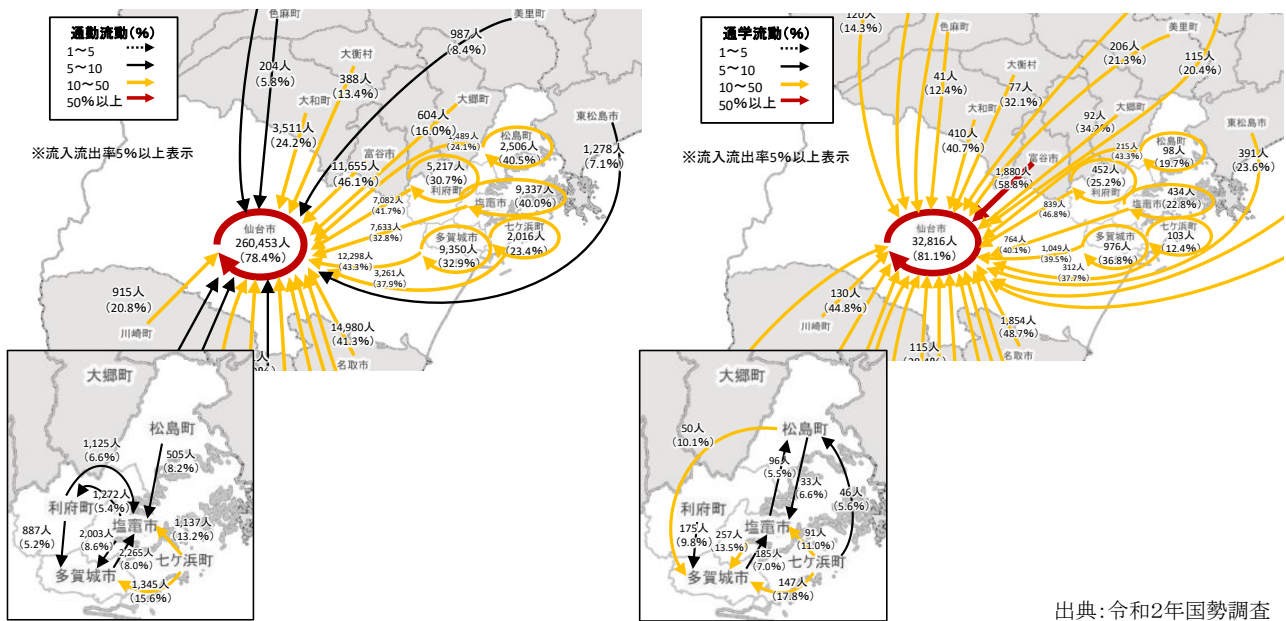 通勤流動(%)
1～5
5～10
10～50
50%以上
※流入流出率5%以上表示
色麻町
204人
(5.8%)
大衡村
388人
(13.4%)
美里町
987人
(8.4%)
大和町
3,511人
(24.2%)
大郷町
604人
(16.0%)
富谷市
11,655人
(46.1%)
1,489人
(24.1%)
松島町
2,506人
(40.5%)
東松島市
1,278人
(7.1%)
5,217人
(30.7%)
利府町
7,082人
(41.7%)
9,337人
(40.0%)
塩竈市
7,633人
(32.8%)
七ケ浜町
2,016人
(23.4%)
多賀城市
9,350人
(32.9%)
12,298人
(43.3%)
3,261人
(37.9%)
仙台市
260,453人
(78.4%)
915人
(20.8%)
川崎町
14,980人
(41.3%)
名取市
大郷町
松島町
1,125人
(6.6%)
505人
(8.2%)
利府町
1,272人
(5.4%)
塩竈市
887人
(5.2%)
2,003人
(8.6%)
1,137人
(13.2%)
2,265人
(8.0%)
七ケ浜町
多賀城市
1,345人
(15.6%)
通学流動(%)
1～5
5～10
10～50
50%以上
※流入流出率5%以上表示
120人
(14.3%)
色麻町
41人
(12.4%)
大衡村
77人
(32.1%)
美里町
206人
(21.3%)
115人
(20.4%)
大和町
410人
(40.7%)
大郷町
92人
(34.2%)
富谷市
1,880人
(58.8%)
215人
(43.3%)
松島町
98人
(19.7%)
東松島市
391人
(23.6%)
452人
(25.2%)
利府町
839人
(46.8%)
434人
(22.8%)
塩竈市
764人
(40.1%)
七ケ浜町
103人
(12.4%)
多賀城市
976人
(36.8%)
1,049人
(39.5%)
312人
(37.7%)
仙台市
32,816人
(81.1%)
130人
(44.8%)
川崎町
115人
1,854人
(48.7%)
名取市
大郷町
50人
(10.1%)
松島町
96人
(5.5%)
33人
(6.6%)
46人
(5.6%)
利府町
175人
(9.8%)
塩竈市
257人
(13.5%)
91人
(11.0%)
185人
(7.0%)
七ケ浜町
多賀城市
147人
(17.8%)
出典:令和2年国勢調査